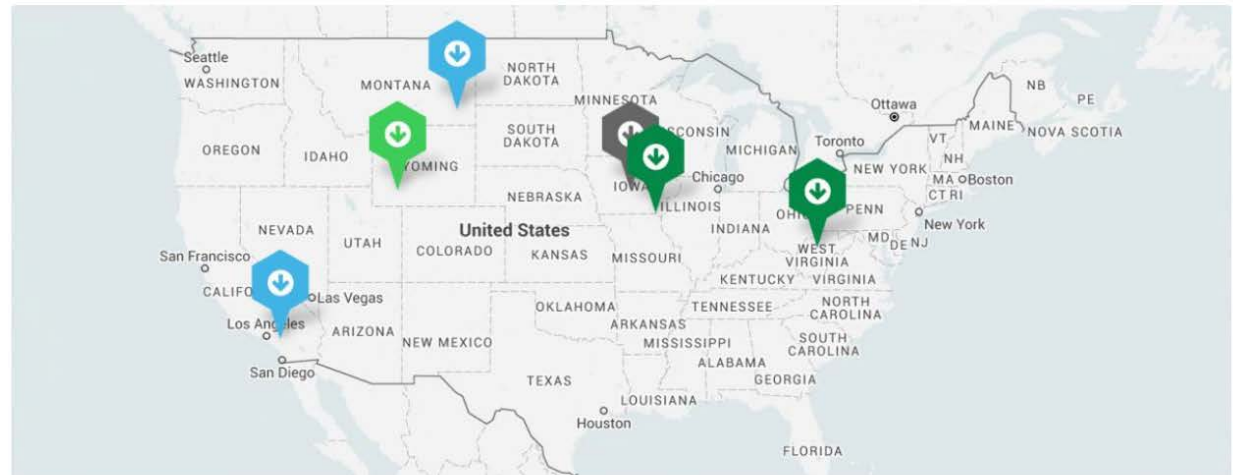 Seattle
WASHINGTON
MONTANA
NORTH
DAKOTA
MINNESOTA
Ottawa
NB
PE
MAINE
NOVA SCOTIA
OREGON
IDAHO
SOUTH
DAKOTA
MICHIGAN
Toronto
VT
NH
NEW YORK
MA
Boston
CT RI
NEBRASKA
Chicago
ILLINOIS
INDIANA
PENN
New York
NEVADA
UTAH
COLORADO
United States
KANSAS
MISSOURI
WEST
VIRGINIA
MD
DE
NJ
KENTUCKY
VIRGINIA
San Francisco
Las Vegas
OKLAHOMA
TENNESSEE
NORTH
CAROLINA
ARIZONA
NEW MEXICO
ARKANSAS
MISSISSIPPI
SOUTH
CAROLINA
ALABAMA
GEORGIA
San Diego
TEXAS
LOUISIANA
Houston
FLORIDA